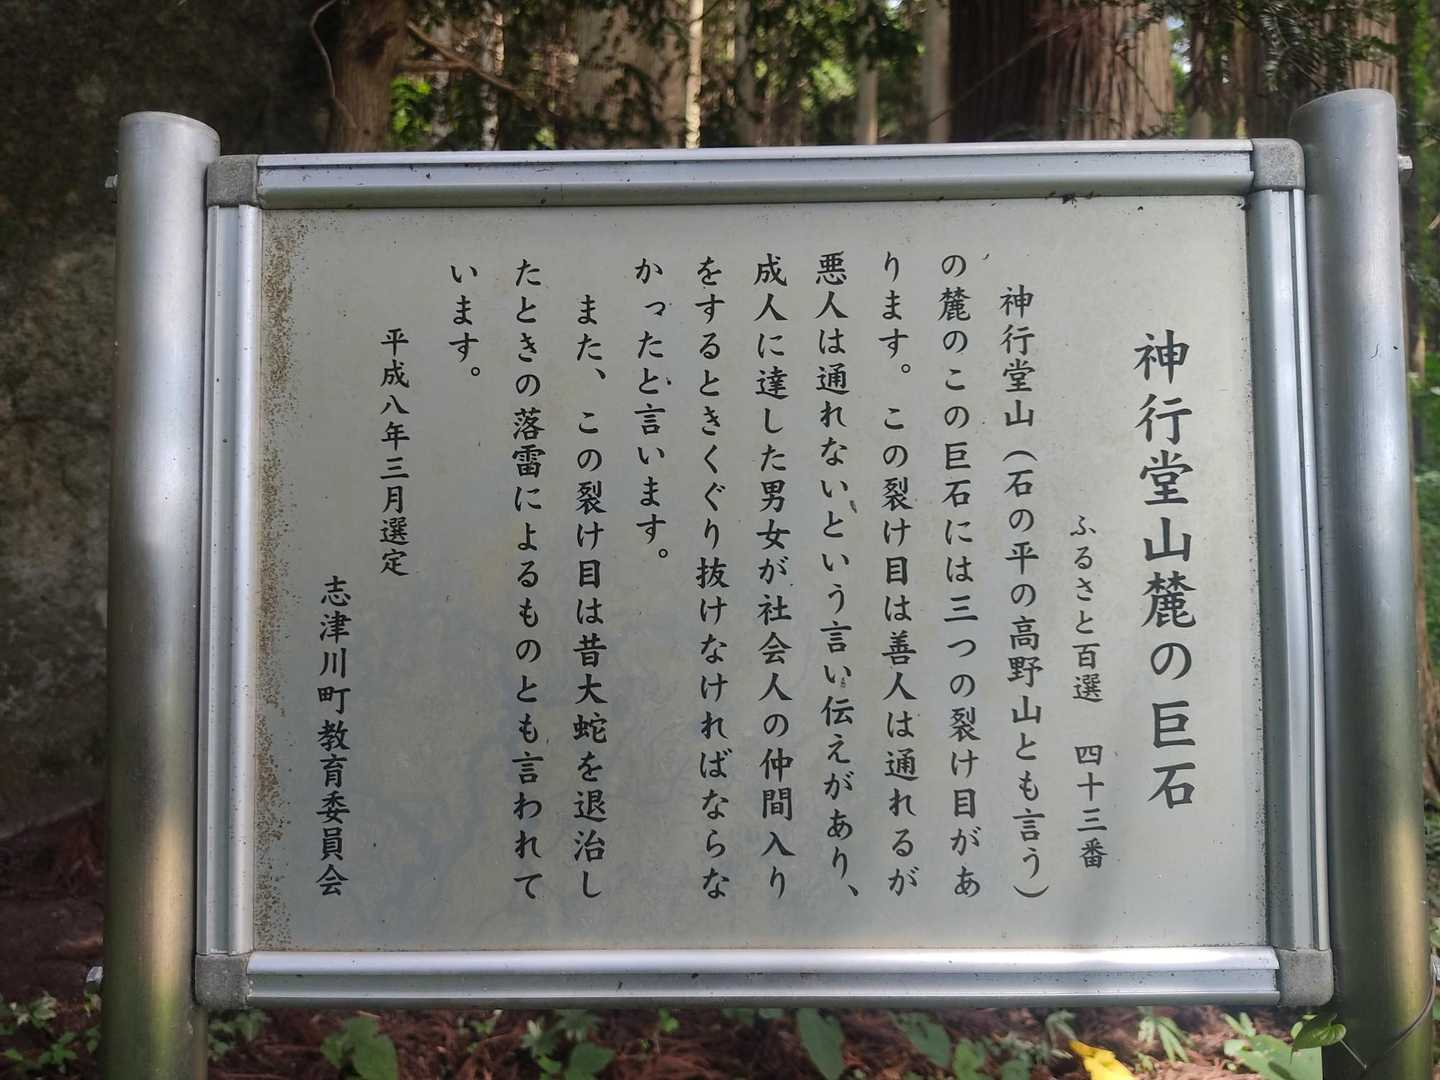 神行堂山麓の巨石
ふるさと百選　四十三番
神行堂山（石の平の高野山とも言う）
の麓のこの巨石には三つの裂け目があ
ります。この裂け目は善人は通れるが
悪人は通れないという言い伝えがあり、
成人に達した男女が社会人の仲間入り
をするときくぐり抜けなければならな
かったと言います。
また、この裂け目は昔大蛇を退治し
たときの落雷によるものとも言われて
います。
平成八年三月選定
志津川町教育委員会